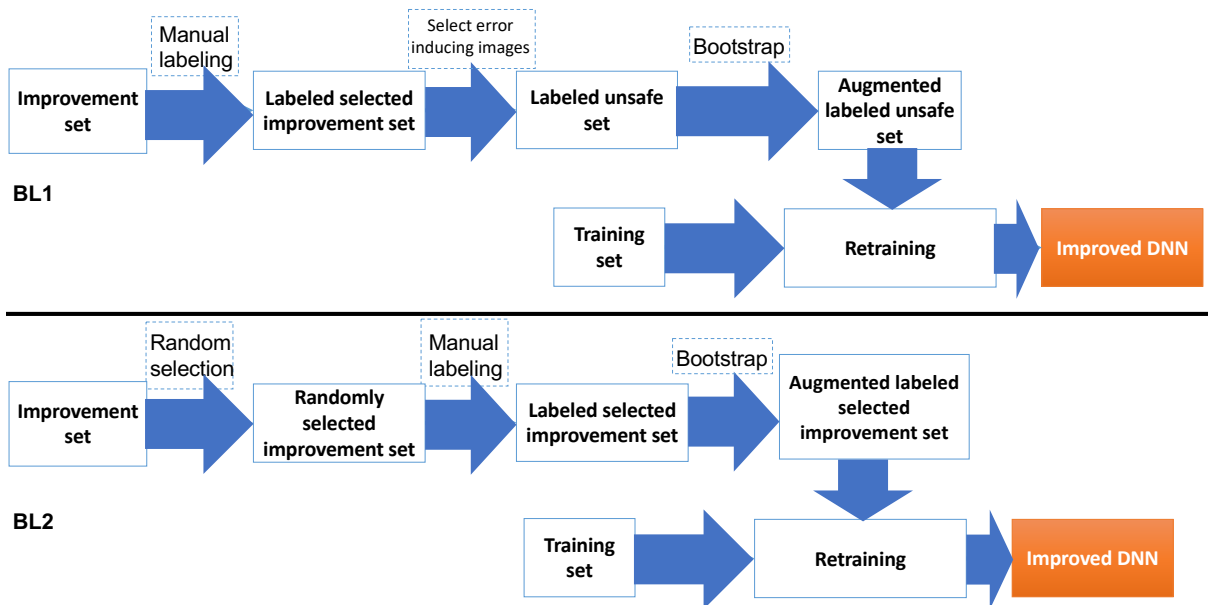 Manual
labeling
Select error
inducing images
Bootstrap
Improvement
set
Labeled selected
improvement set
Labeled unsafe
set
Augmented
labeled unsafe
set
BL1
Training
set
Retraining
Improved DNN
Random
selection
Manual
labeling
Bootstrap
Improvement
set
Randomly
selected
improvement set
Labeled selected
improvement set
Augmented labeled
selected
improvement set
BL2
Training
set
Retraining
Improved DNN